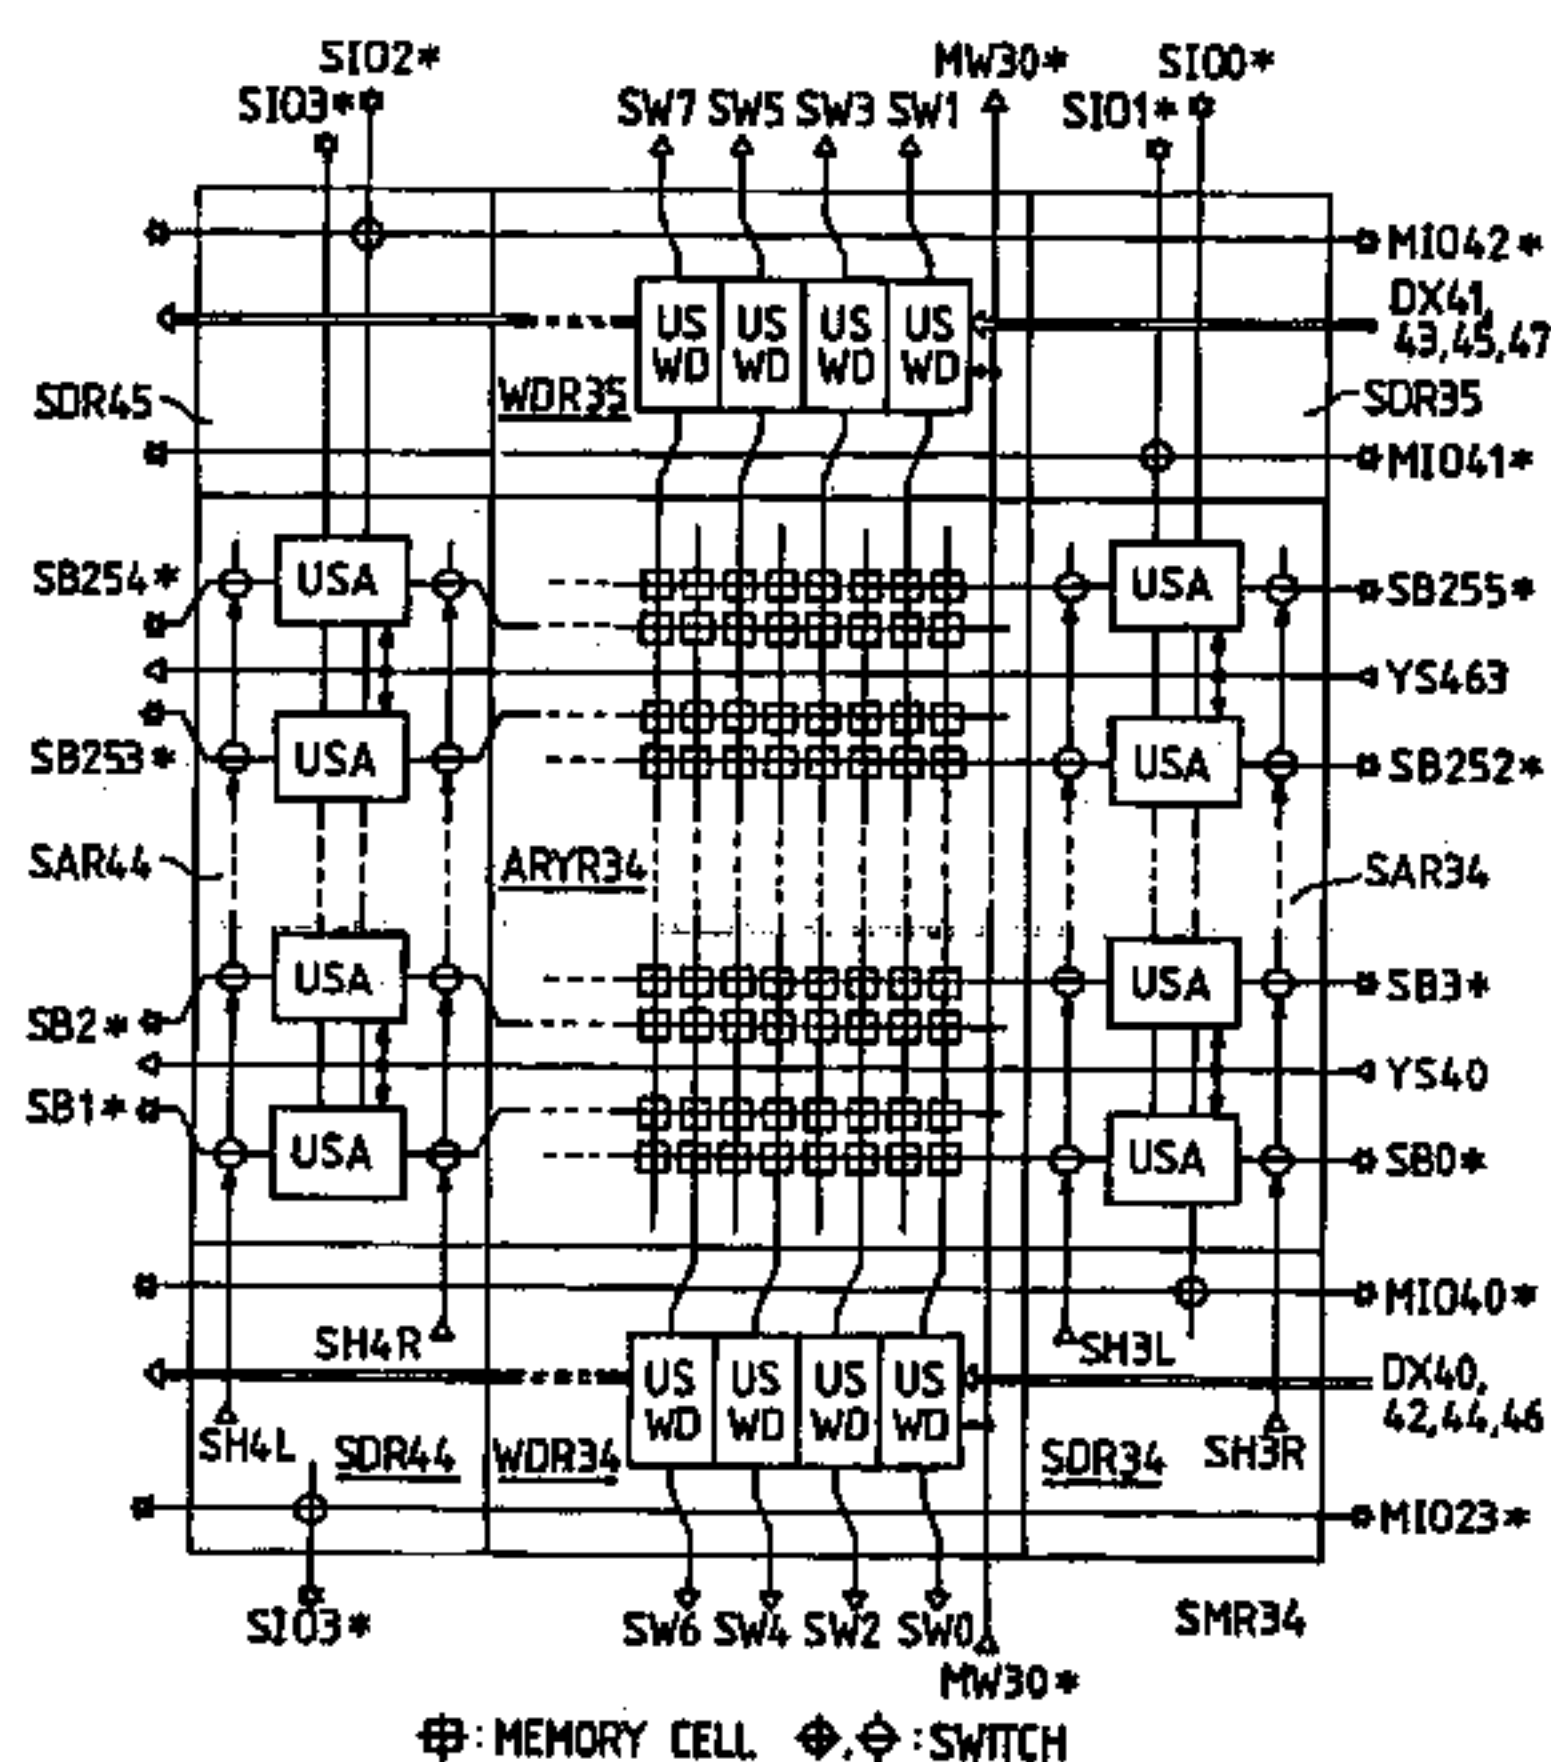 SIO2*
MW30*
SIO0*
SIO3*
SW7 SW5 SW3 SW1
SIO1*
MIO42*
DX41,
43,45,47
US WD
US WD
US WD
US WD
SDR45
WDR35
SDR35
MIO41*
SB254*
USA
USA
SB255*
YS463
SB253*
USA
USA
SB252*
SAR44
ARYR34
SAR34
USA
USA
SB3*
SB2*
YS40
SB1*
USA
USA
SB0*
MIO40*
SH4R
SH3L
US WD
US WD
US WD
US WD
DX40,
42,44,46
SH4L
SDR44
WDR34
SDR34
SH3R
MIO23*
SIO3*
SW6 SW4 SW2 SW0
SMR34
MW30*
: MEMORY CELL , : SWITCH